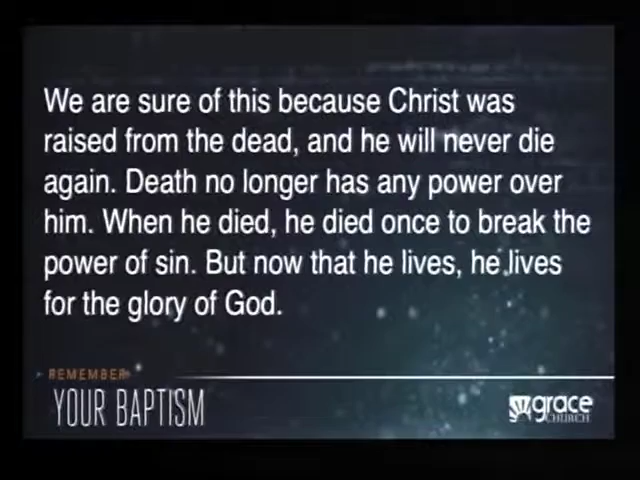 We are sure of this because Christ was
raised from the dead, and he will never die
again. Death no longer has any power over
him. When he died, he died once to break the
power of sin. But now that he lives, he lives
for the glory of God.
REMEMBER
YOUR BAPTISM
grace
CHURCH